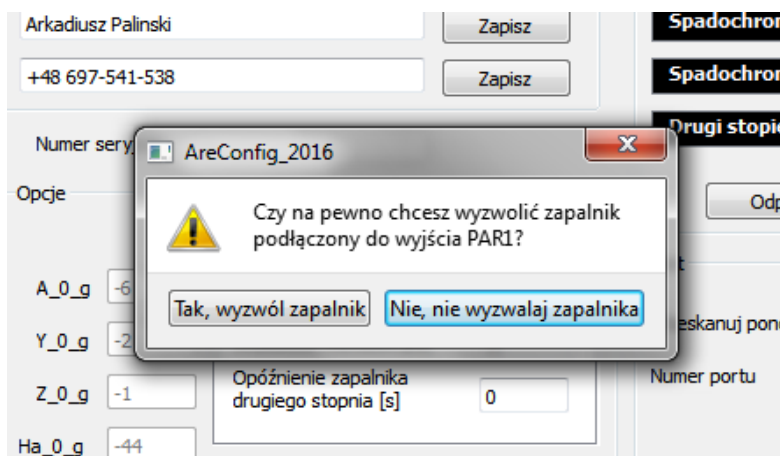 Arkadiusz Palinski
Zapisz
Spadochron
+48 697-541-538
Zapisz
Spadochron
Drugi stopie
Numer sery
AreConfig_2016
Opcje
Czy na pewno chcesz wyzwolić zapalnik
podłączony do wyjścia PAR1?
Odp
Tak, wyzwól zapalnik
Nie, nie wyzwalaj zapalnika
A_0_g
-6
eskanuj pon
Y_0_g
-2
Z_0_g
-1
Opóźnienie zapalnika
drugiego stopnia [s]
0
Numer portu
Ha_0_g
-44